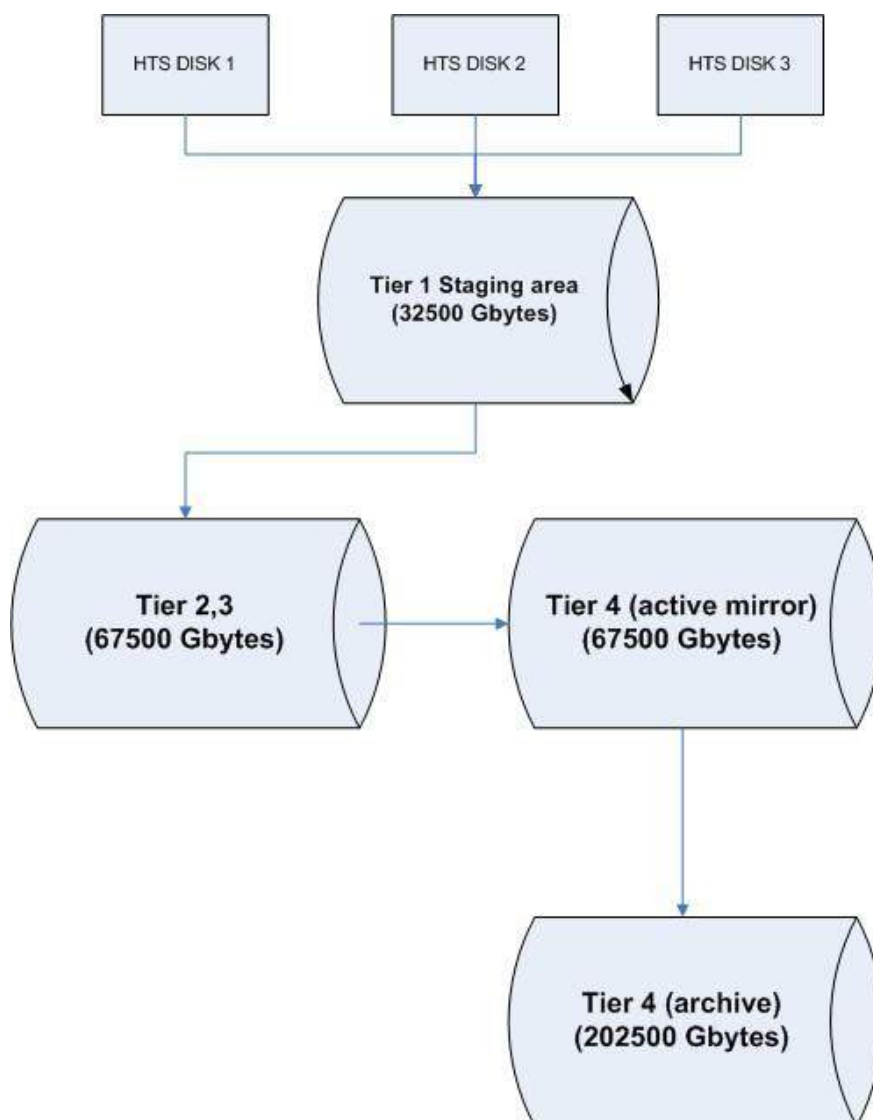 HTS DISK 1
HTS DISK 2
HTS DISK 3
Tier 1 Staging area
(32500 Gbytes)
Tier 2,3
(67500 Gbytes)
Tier 4 (active mirror)
(67500 Gbytes)
Tier 4 (archive)
(202500 Gbytes)